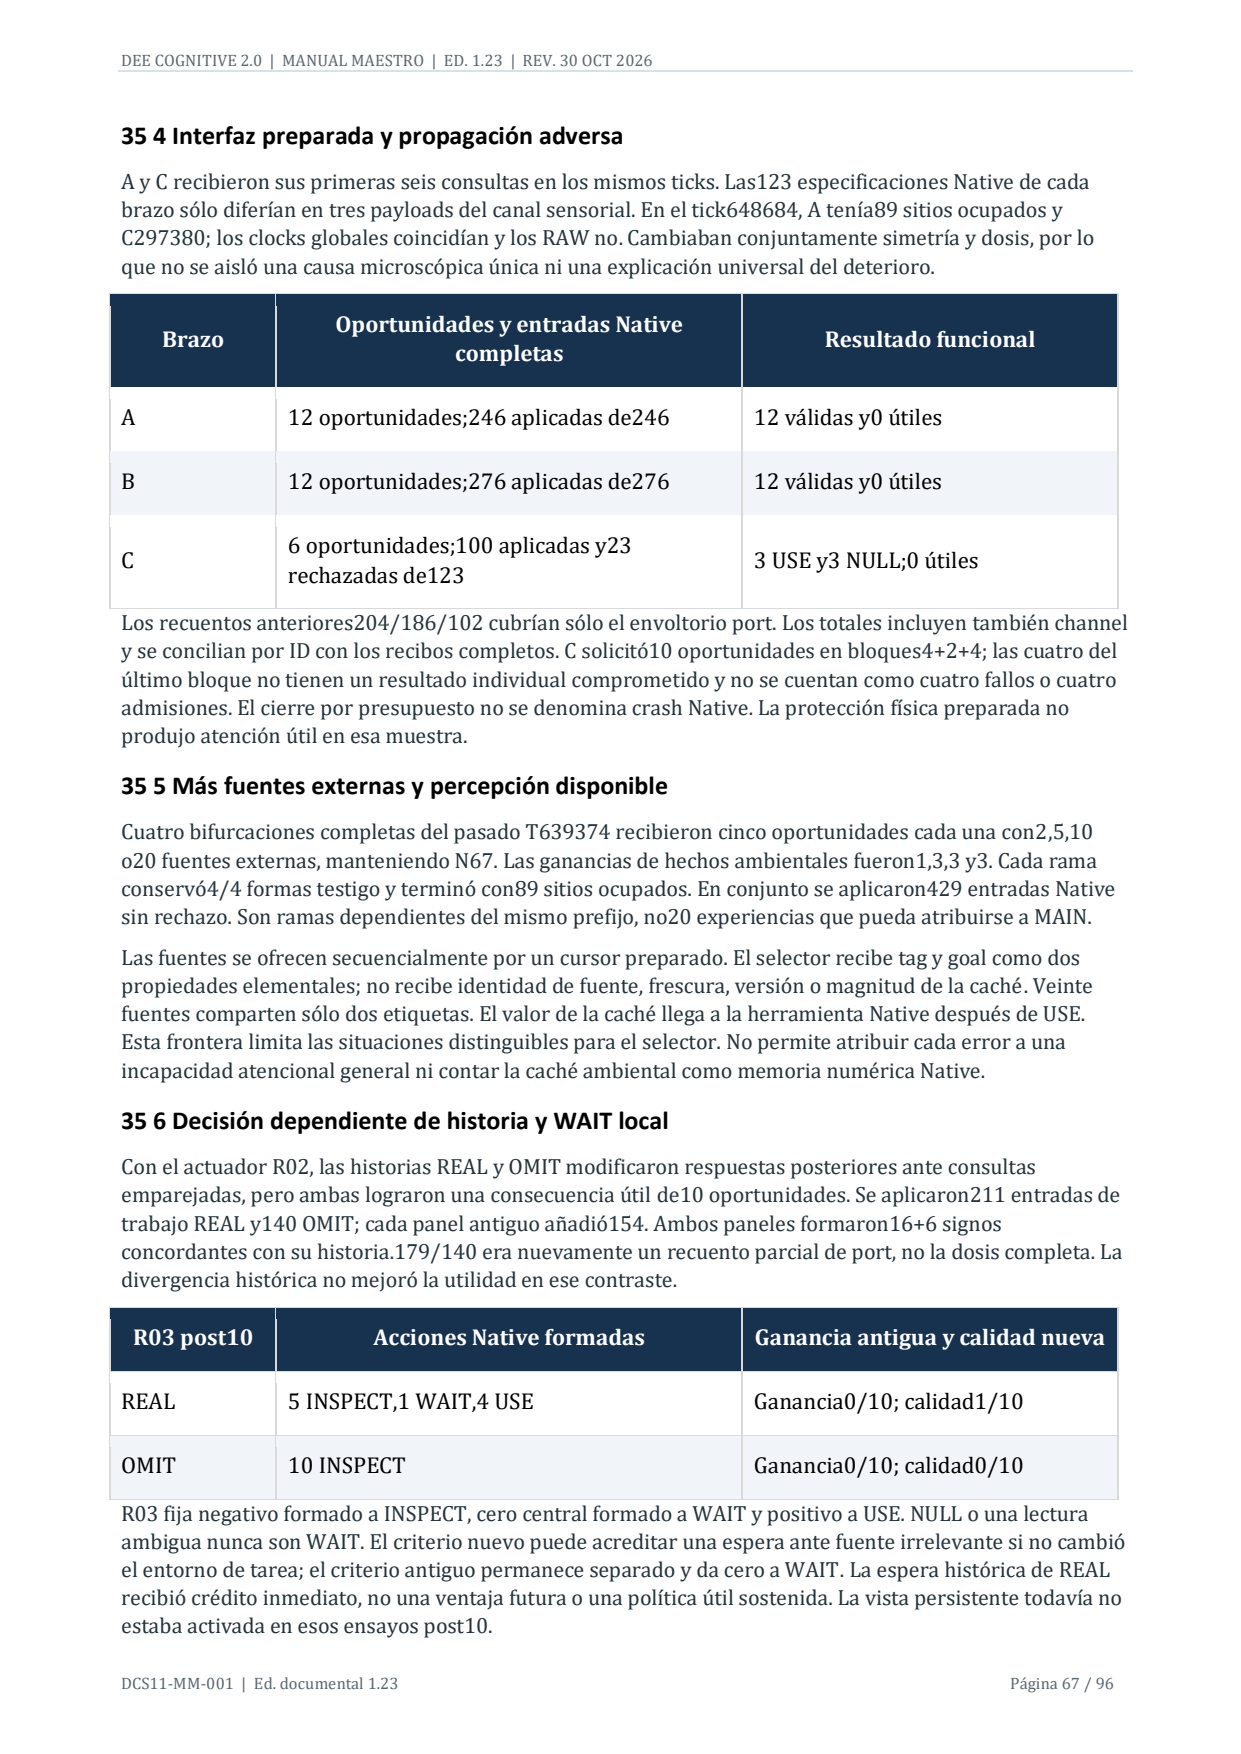 DEE COGNITIVE 2.0 | MANUAL MAESTRO | ED. 1.23 | REV. 30 OCT 2026
35 4 Interfaz preparada y propagación adversa
A y C recibieron sus primeras seis consultas en los mismos ticks. Las123 especificaciones Native de cada
brazo sólo diferían en tres payloads del canal sensorial. En el tick648684, A tenía89 sitios ocupados y
C297380; los clocks globales coincidían y los RAW no. Cambiaban conjuntamente simetría y dosis, por lo
que no se aisló una causa microscópica única ni una explicación universal del deterioro.
Brazo
Oportunidades y entradas Native
completas
Resultado funcional
A
12 oportunidades;246 aplicadas de246
12 válidas y0 útiles
B
12 oportunidades;276 aplicadas de276
12 válidas y0 útiles
C
6 oportunidades;100 aplicadas y23
rechazadas de123
3 USE y3 NULL;0 útiles
Los recuentos anteriores204/186/102 cubrían sólo el envoltorio port. Los totales incluyen también channel
y se concilian por ID con los recibos completos. C solicitó10 oportunidades en bloques4+2+4; las cuatro del
último bloque no tienen un resultado individual comprometido y no se cuentan como cuatro fallos o cuatro
admisiones. El cierre por presupuesto no se denomina crash Native. La protección física preparada no
produjo atención útil en esa muestra.
35 5 Más fuentes externas y percepción disponible
Cuatro bifurcaciones completas del pasado T639374 recibieron cinco oportunidades cada una con2,5,10
o20 fuentes externas, manteniendo N67. Las ganancias de hechos ambientales fueron1,3,3 y3. Cada rama
conservó4/4 formas testigo y terminó con89 sitios ocupados. En conjunto se aplicaron429 entradas Native
sin rechazo. Son ramas dependientes del mismo prefijo, no20 experiencias que pueda atribuirse a MAIN.
Las fuentes se ofrecen secuencialmente por un cursor preparado. El selector recibe tag y goal como dos
propiedades elementales; no recibe identidad de fuente, frescura, versión o magnitud de la caché. Veinte
fuentes comparten sólo dos etiquetas. El valor de la caché llega a la herramienta Native después de USE.
Esta frontera limita las situaciones distinguibles para el selector. No permite atribuir cada error a una
incapacidad atencional general ni contar la caché ambiental como memoria numérica Native.
35 6 Decisión dependiente de historia y WAIT local
Con el actuador R02, las historias REAL y OMIT modificaron respuestas posteriores ante consultas
emparejadas, pero ambas lograron una consecuencia útil de10 oportunidades. Se aplicaron211 entradas de
trabajo REAL y140 OMIT; cada panel antiguo añadió154. Ambos paneles formaron16+6 signos
concordantes con su historia.179/140 era nuevamente un recuento parcial de port, no la dosis completa. La
divergencia histórica no mejoró la utilidad en ese contraste.
R03 post10
Acciones Native formadas
Ganancia antigua y calidad nueva
REAL
5 INSPECT,1 WAIT,4 USE
Ganancia0/10; calidad1/10
OMIT
10 INSPECT
Ganancia0/10; calidad0/10
R03 fija negativo formado a INSPECT, cero central formado a WAIT y positivo a USE. NULL o una lectura
ambigua nunca son WAIT. El criterio nuevo puede acreditar una espera ante fuente irrelevante si no cambió
el entorno de tarea; el criterio antiguo permanece separado y da cero a WAIT. La espera histórica de REAL
recibió crédito inmediato, no una ventaja futura o una política útil sostenida. La vista persistente todavía no
estaba activada en esos ensayos post10.
DCS11-MM-001 | Ed. documental 1.23
Página 67 / 96